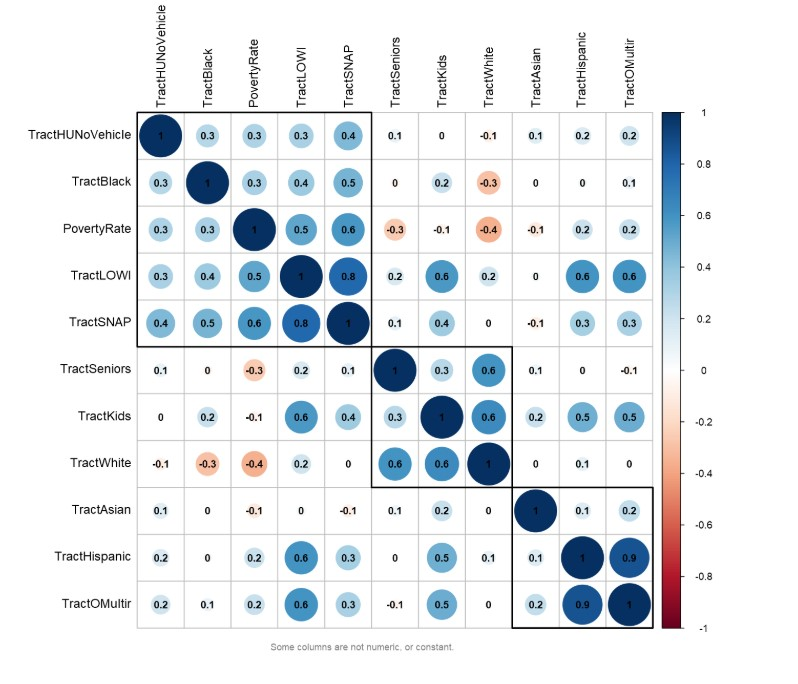 TractHUNoVehicle TractBlack PovertyRate TractLOWI TractSNAP TractSeniors TractKids TractWhite TractAsian TractHispanic TractOMultir
TractHUNoVehicle 1 0.3 0.3 0.3 0.4 0.1 0 -0.1 0.1 0.2 0.2
TractBlack 0.3 1 0.3 0.4 0.5 0 0.2 -0.3 0 0 0.1
PovertyRate 0.3 0.3 1 0.5 0.6 -0.3 -0.1 -0.4 -0.1 0.2 0.2
TractLOWI 0.3 0.4 0.5 1 0.8 0.2 0.6 0.2 0 0.6 0.6
TractSNAP 0.4 0.5 0.6 0.8 1 0.1 0.4 0 -0.1 0.3 0.3
TractSeniors 0.1 0 -0.3 0.2 0.1 1 0.3 0.6 0.1 0 -0.1
TractKids 0 0.2 -0.1 0.6 0.4 0.3 1 0.6 0.2 0.5 0.5
TractWhite -0.1 -0.3 -0.4 0.2 0 0.6 0.6 1 0 0.1 0
TractAsian 0.1 0 -0.1 0 -0.1 0.1 0.2 0 1 0.1 0.2
TractHispanic 0.2 0 0.2 0.6 0.3 0 0.5 0.1 0.1 1 0.9
TractOMultir 0.2 0.1 0.2 0.6 0.3 -0.1 0.5 0 0.2 0.9 1
1
0.8
0.6
0.4
0.2
0
-0.2
-0.4
-0.6
-0.8
-1
Some columns are not numeric, or constant.